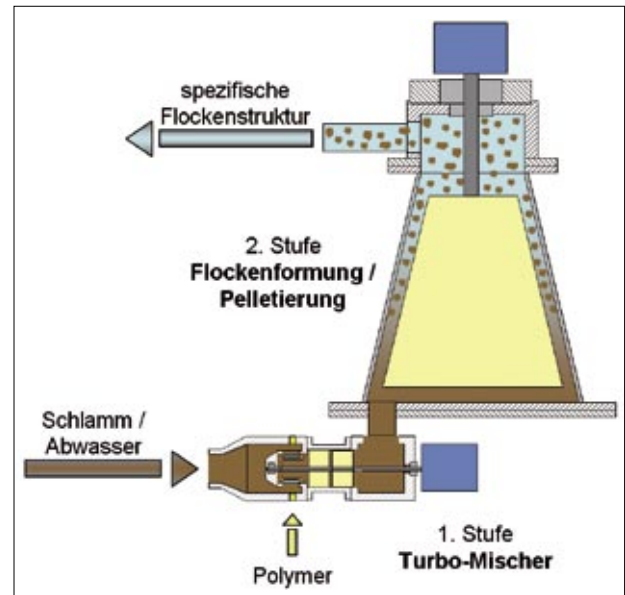 spezifische
Flockenstruktur
2. Stufe
Flockenformung /
Pelletierung
Schlamm /
Abwasser
1. Stufe
Turbo-Mischer
Polymer